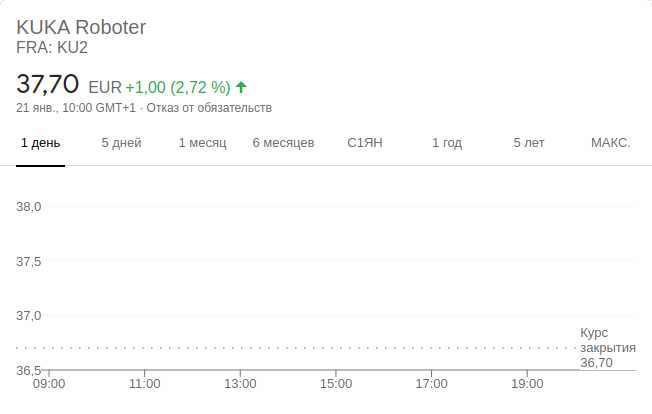 KUKA Roboter
FRA: KU2
37,70 EUR +1,00 (2,72 %)
21 янв., 10:00 GMT+1 · Отказ от обязательств
1 день 5 дней 1 месяц 6 месяцев С1ЯН 1 год 5 лет МАКС.
38,0
37,5
37,0
Курс
закрытия
36,70
36,5
09:00 11:00 13:00 15:00 17:00 19:00